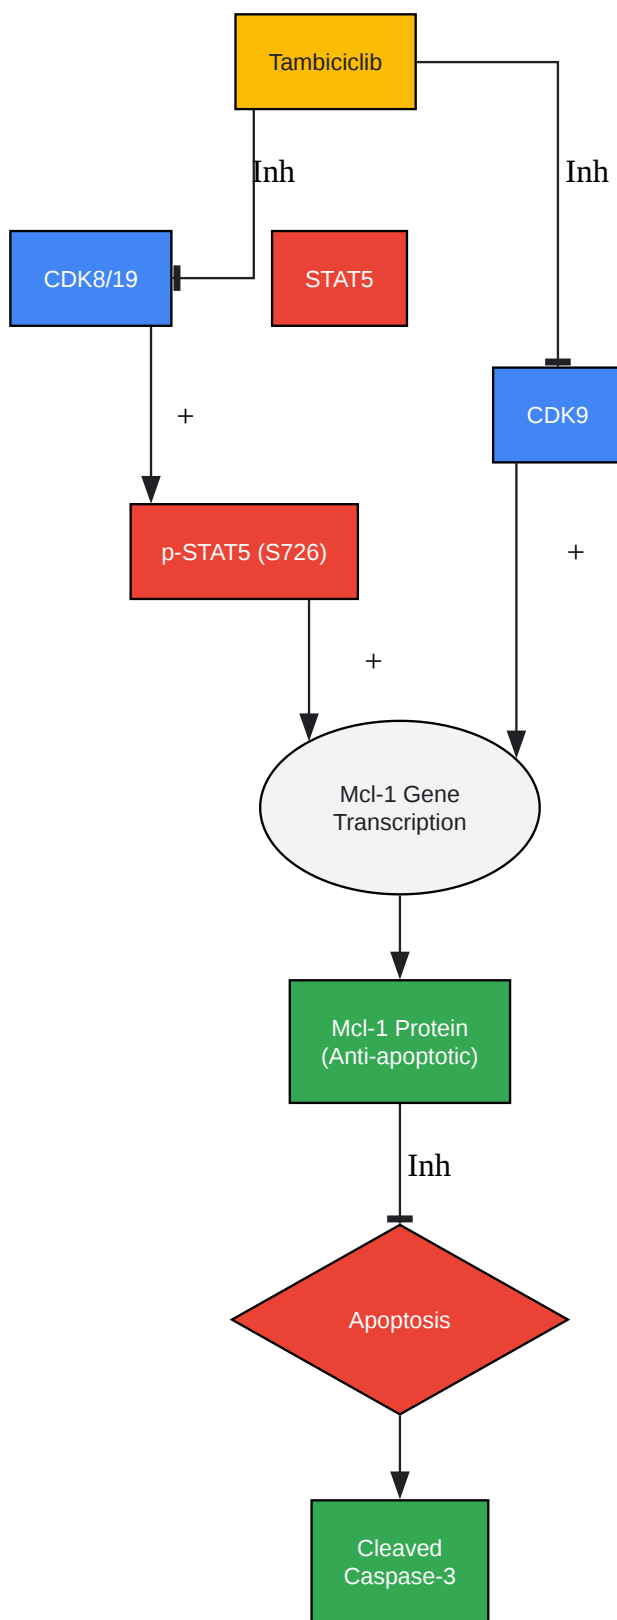 Tambiciclib
Inh
Inh
CDK8/19
STAT5
CDK9
+
p-STAT5 (S726)
+
+
Mcl-1 Gene
Transcription
Mcl-1 Protein
(Anti-apoptotic)
Inh
Apoptosis
Cleaved
Caspase-3